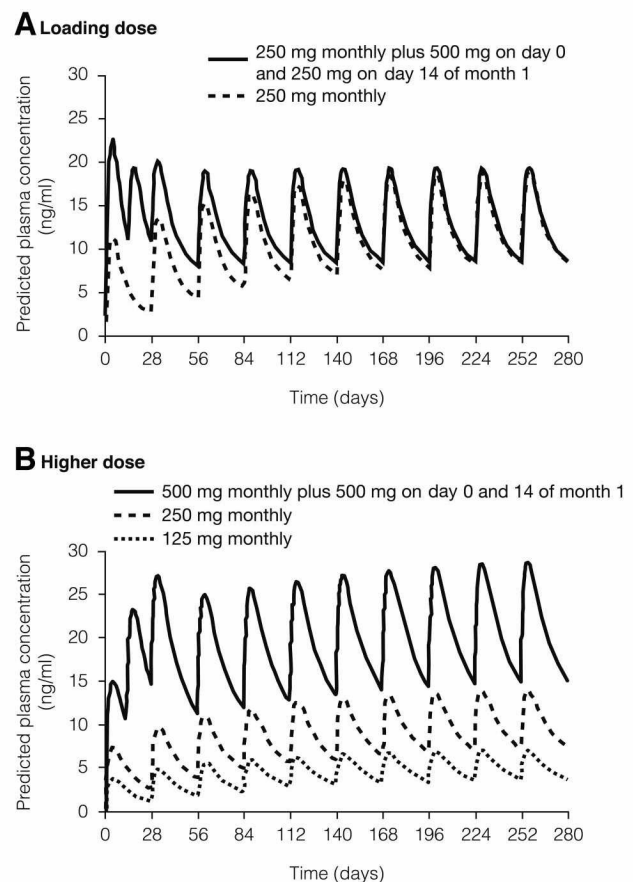 A Loading dose
250 mg monthly plus 500 mg on day 0
and 250 mg on day 14 of month 1
250 mg monthly
Predicted plasma concentration
(ng/ml)
30
25
20
15
10
5
0
0 28 56 84 112 140 168 196 224 252 280
Time (days)
B Higher dose
500 mg monthly plus 500 mg on day 0 and 14 of month 1
250 mg monthly
125 mg monthly
Predicted plasma concentration
(ng/ml)
30
25
20
15
10
5
0
0 28 56 84 112 140 168 196 224 252 280
Time (days)